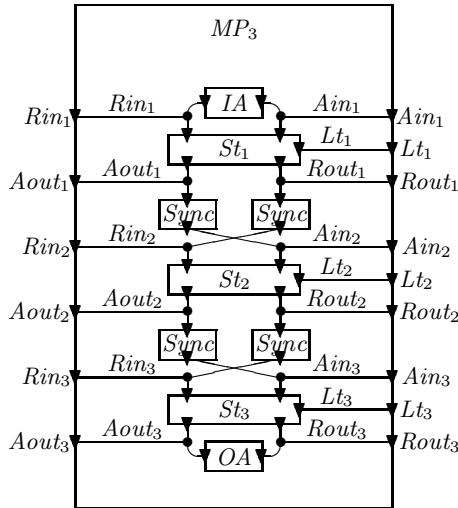 MP₃
Rin₁ Rin₁ IA Ain₁ Ain₁
St₁ Lt₁ Lt₁
Aout₁ Aout₁ Rout₁ Rout₁
Sync Sync
Rin₂ Rin₂ Ain₂ Ain₂
St₂ Lt₂ Lt₂
Aout₂ Aout₂ Rout₂ Rout₂
Sync Sync
Rin₃ Rin₃ Ain₃ Ain₃
St₃ Lt₃ Lt₃
Aout₃ Aout₃ OA Rout₃ Rout₃